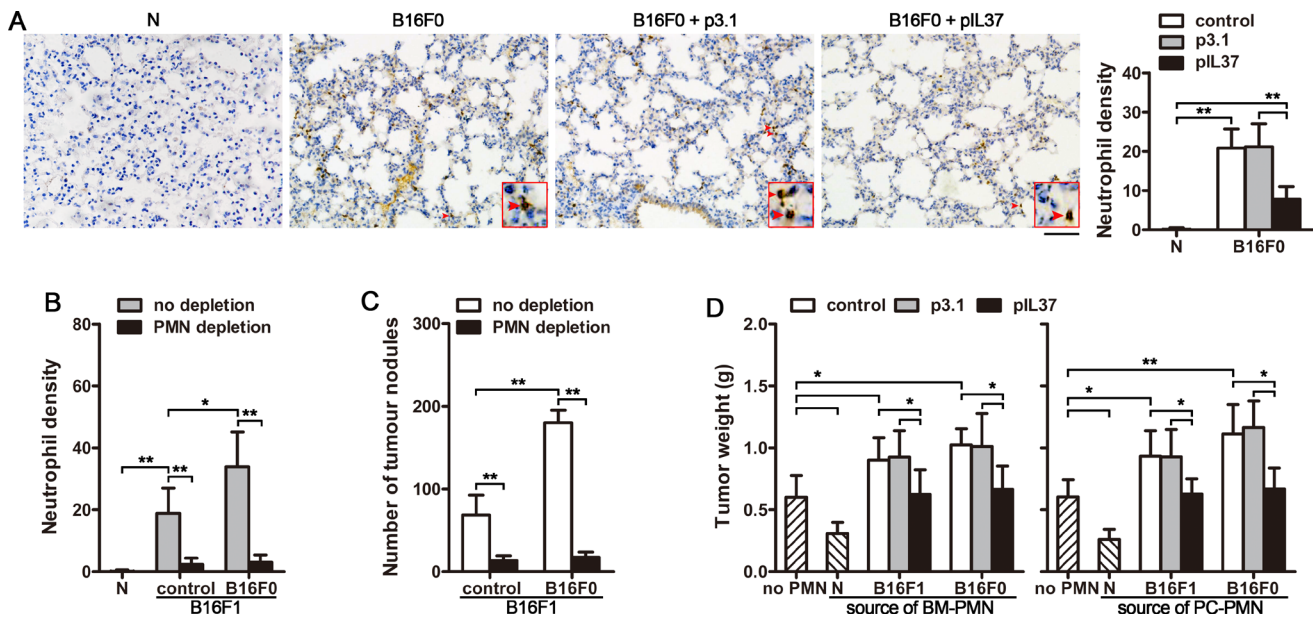 A
N
B16F0
B16F0 + p3.1
B16F0 + pIL37
control
p3.1
pIL37
Neutrophil density
40
30
20
10
0
**
**
N
B16F0
B
no depletion
PMN depletion
Neutrophil density
80
60
40
20
0
*
**
**
**
N
control
B16F0
B16F1
C
no depletion
PMN depletion
Number of tumour nodules
300
200
100
0
**
**
**
control
B16F0
B16F1
D
control
p3.1
pIL37
Tumor weight (g)
2.0
1.5
1.0
0.5
0.0
*
*
*
**
*
*
*
no PMN
N
B16F1
B16F0
source of BM-PMN
no PMN
N
B16F1
B16F0
source of PC-PMN